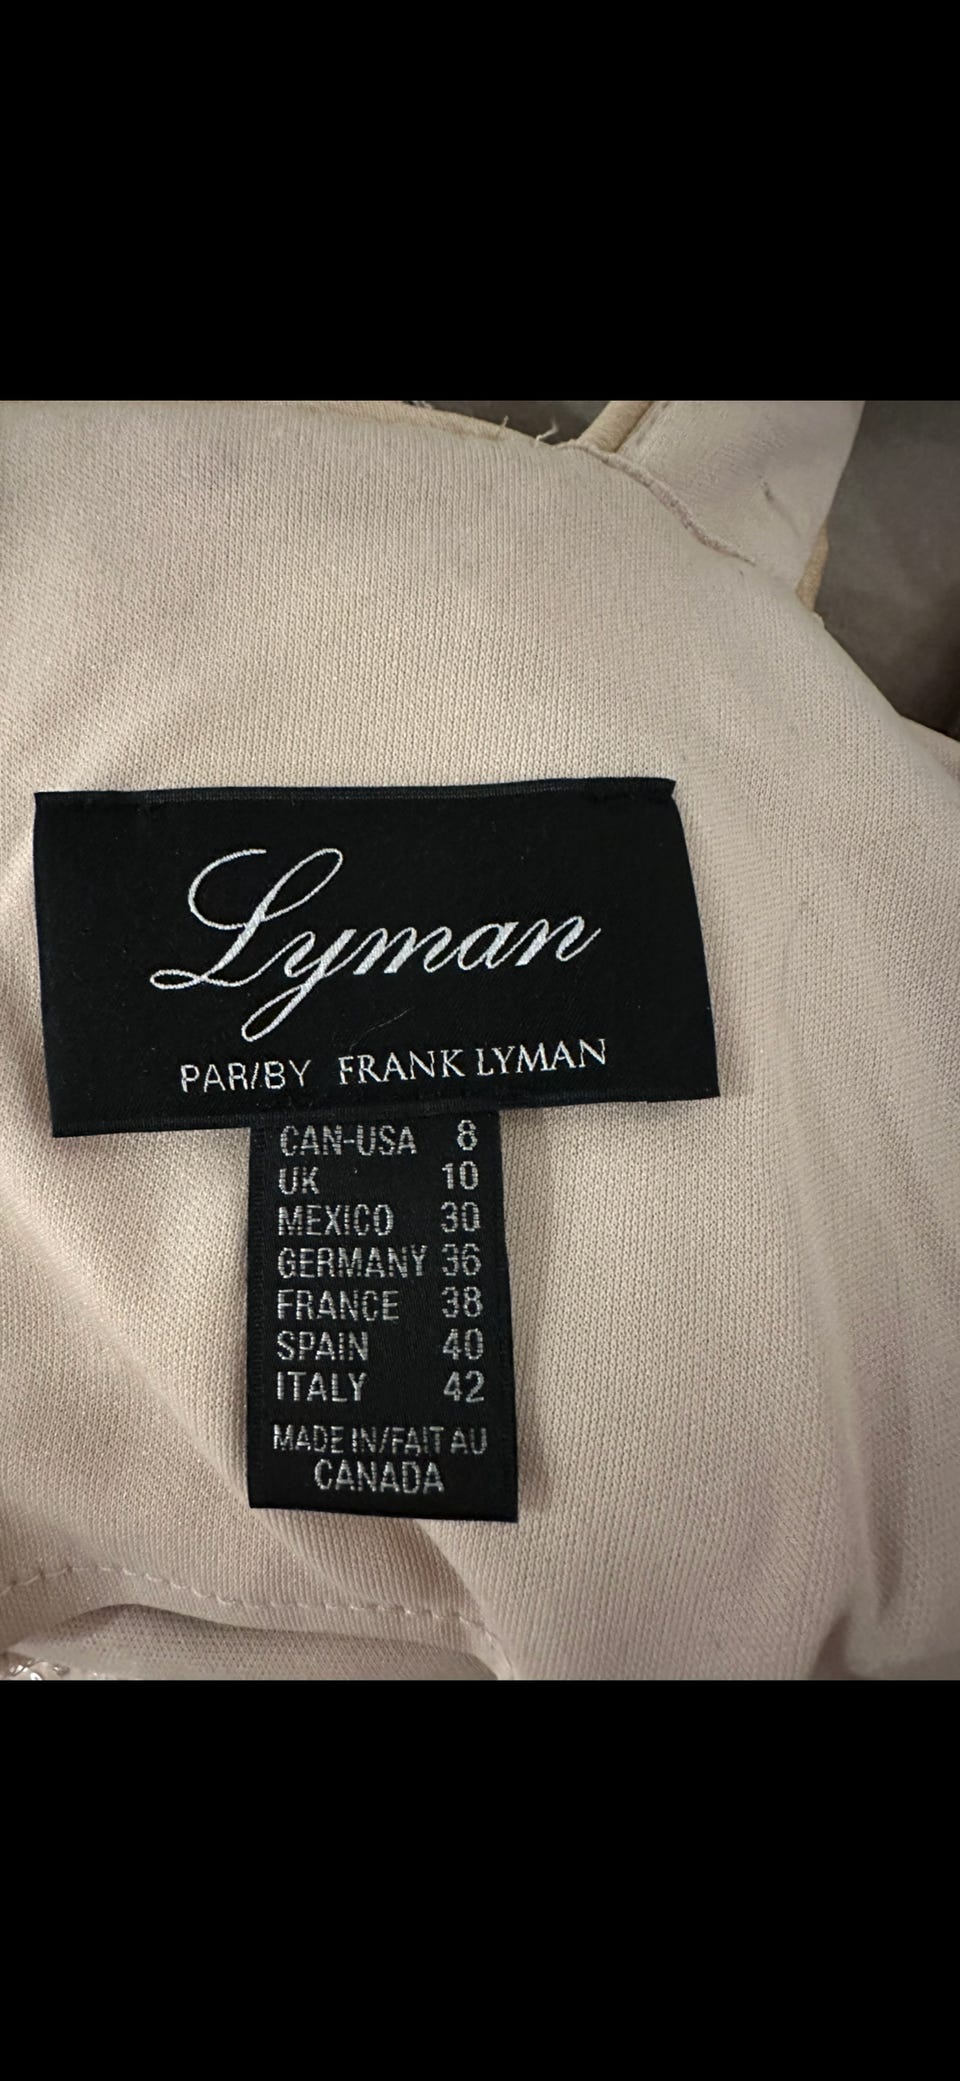 Lyman
PAR/BY FRANK LYMAN
CAN-USA 8
UK 10
MEXICO 30
GERMANY 36
FRANCE 38
SPAIN 40
ITALY 42
MADE IN/FAIT AU
CANADA